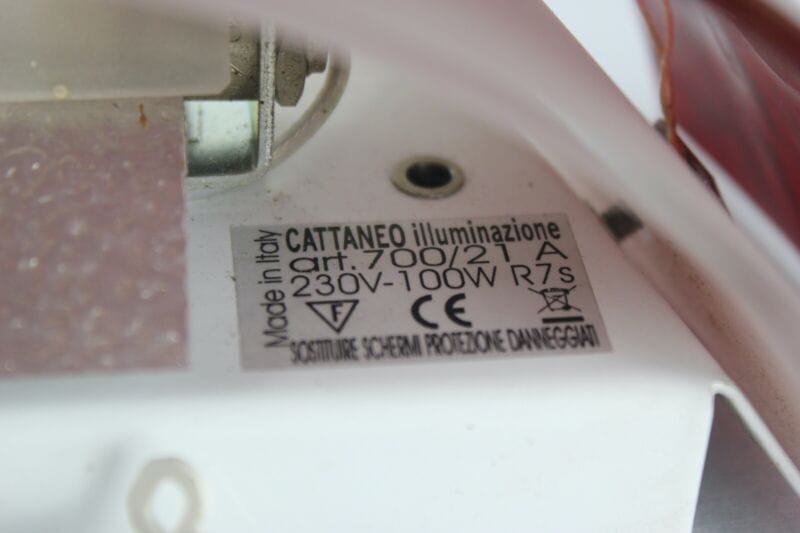 Made in Italy
CATTANEO illuminazione
art.700/21 A
230V-100W R7s
F CE
SOSTITUIRE SCHERMI PROTEZIONE DANNEGGIATI